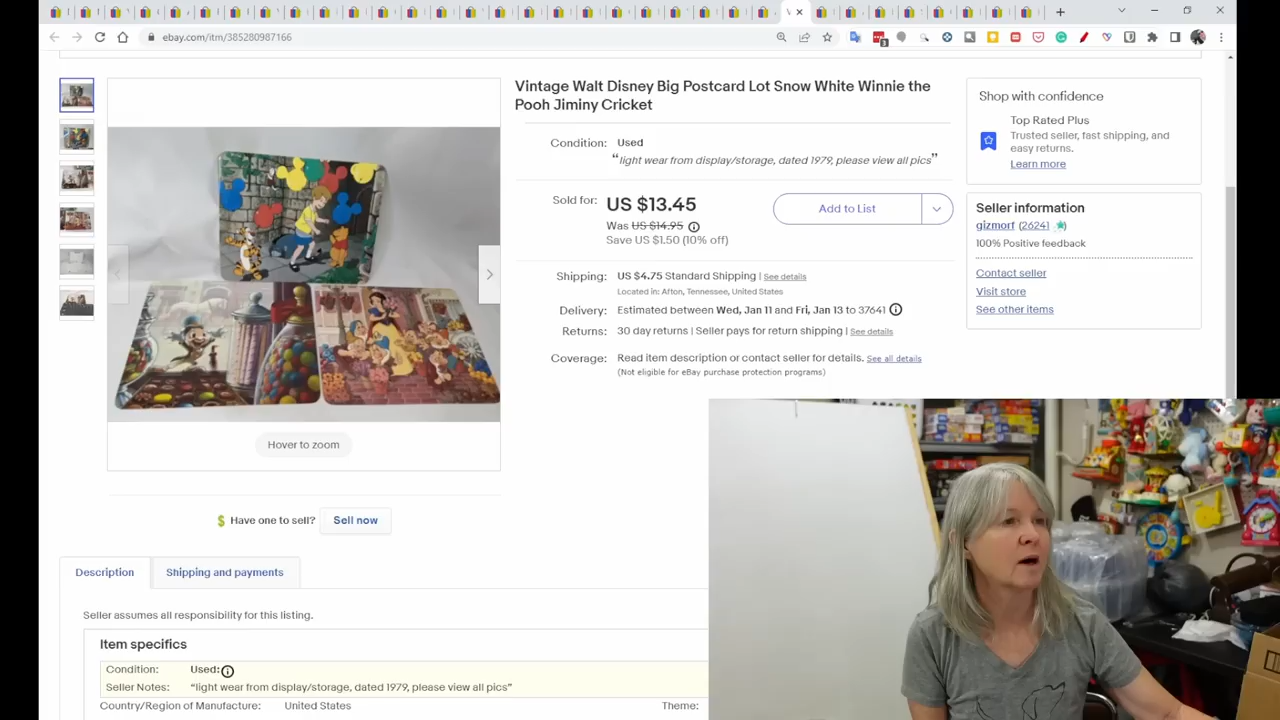 ebay.com/itm/385280987166
3
Vintage Walt Disney Big Postcard Lot Snow White Winnie the
Pooh Jiminy Cricket
Condition: Used
“light wear from display/storage, dated 1979, please view all pics”
Sold for: US $13.45
Was US $14.95
Save US $1.50 (10% off)
Add to List
Shipping: US $4.75 Standard Shipping | See details
Located in: Afton, Tennessee, United States
Delivery: Estimated between Wed, Jan 11 and Fri, Jan 13 to 37641
Returns: 30 day returns | Seller pays for return shipping | See details
Coverage: Read item description or contact seller for details. See all details
(Not eligible for eBay purchase protection programs)
Shop with confidence
Top Rated Plus
Trusted seller, fast shipping, and
easy returns.
Learn more
Seller information
gizmorf (2624)
100% Positive feedback
Contact seller
Visit store
See other items
Hover to zoom
Have one to sell? Sell now
Description
Shipping and payments
Seller assumes all responsibility for this listing.
Item specifics
Condition: Used:
Seller Notes: “light wear from display/storage, dated 1979, please view all pics”
Country/Region of Manufacture: United States
Theme: